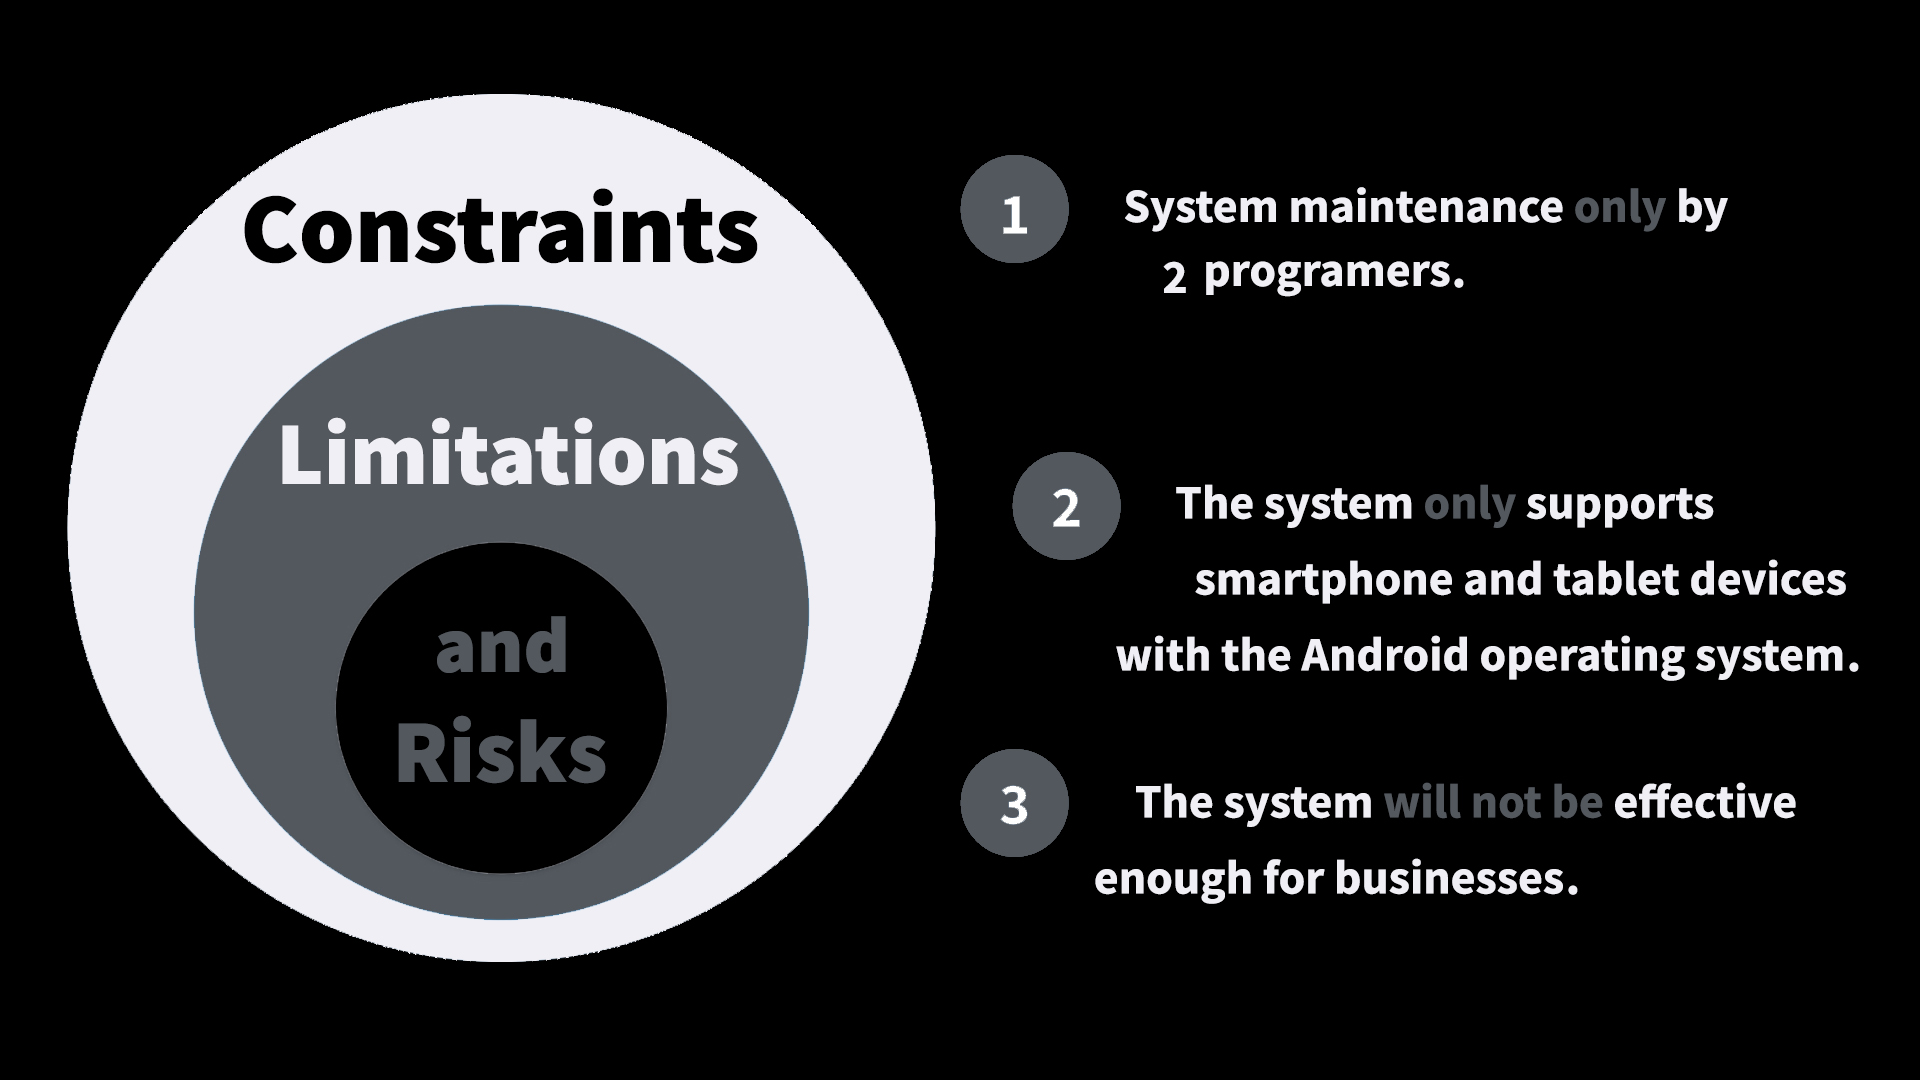 Constraints
Limitations
and
Risks
1
System maintenance only by
2 programers.
2
The system only supports
smartphone and tablet devices
with the Android operating system.
3
The system will not be effective
enough for businesses.